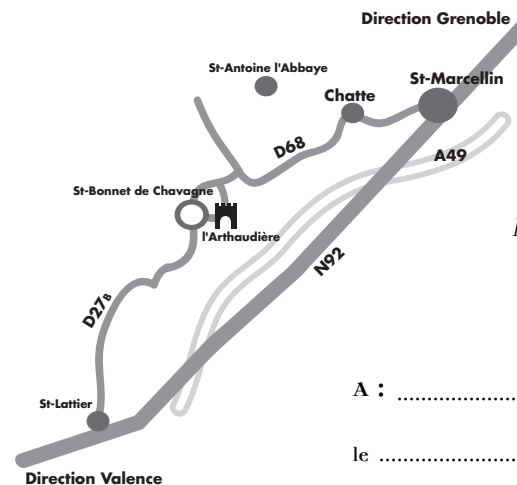 Direction Grenoble
St-Antoine l'Abbaye
St-Marcellin
Chatte
D68
A49
St-Bonnet de Chavagne
l'Arthaudière
N92
D27B
A : ........................
St-Lattier
le ...........................
Direction Valence